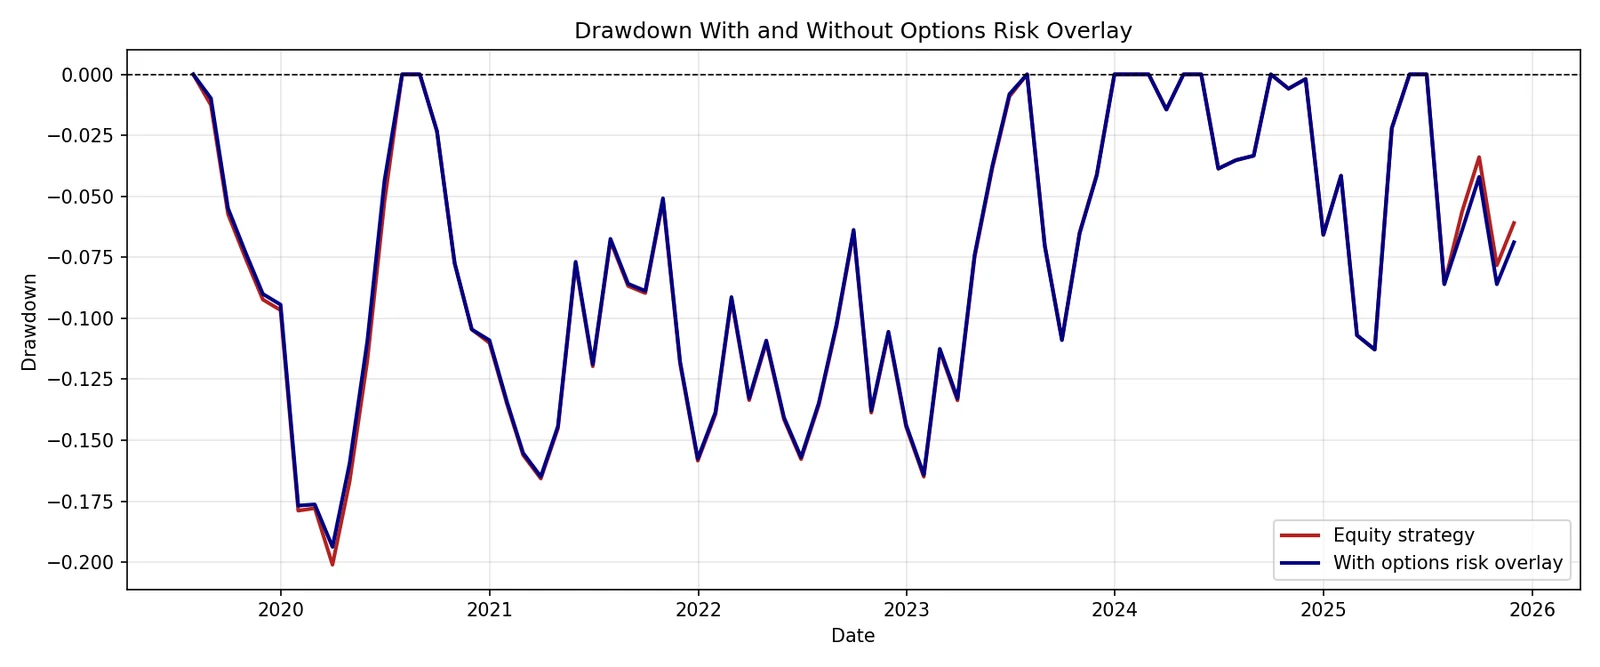 Drawdown With and Without Options Risk Overlay
Drawdown
0.000
−0.025
−0.050
−0.075
−0.100
−0.125
−0.150
−0.175
−0.200
Equity strategy
With options risk overlay
2020 2021 2022 2023 2024 2025 2026
Date